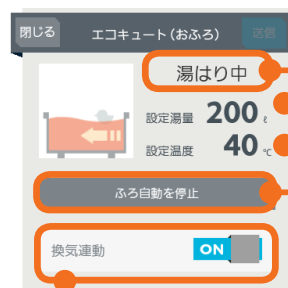 閉じる エコキュート(おふろ) 送信
湯はり中
設定湯量 200 ℓ
設定温度 40 ℃
ふろ自動を停止
換気連動 ON